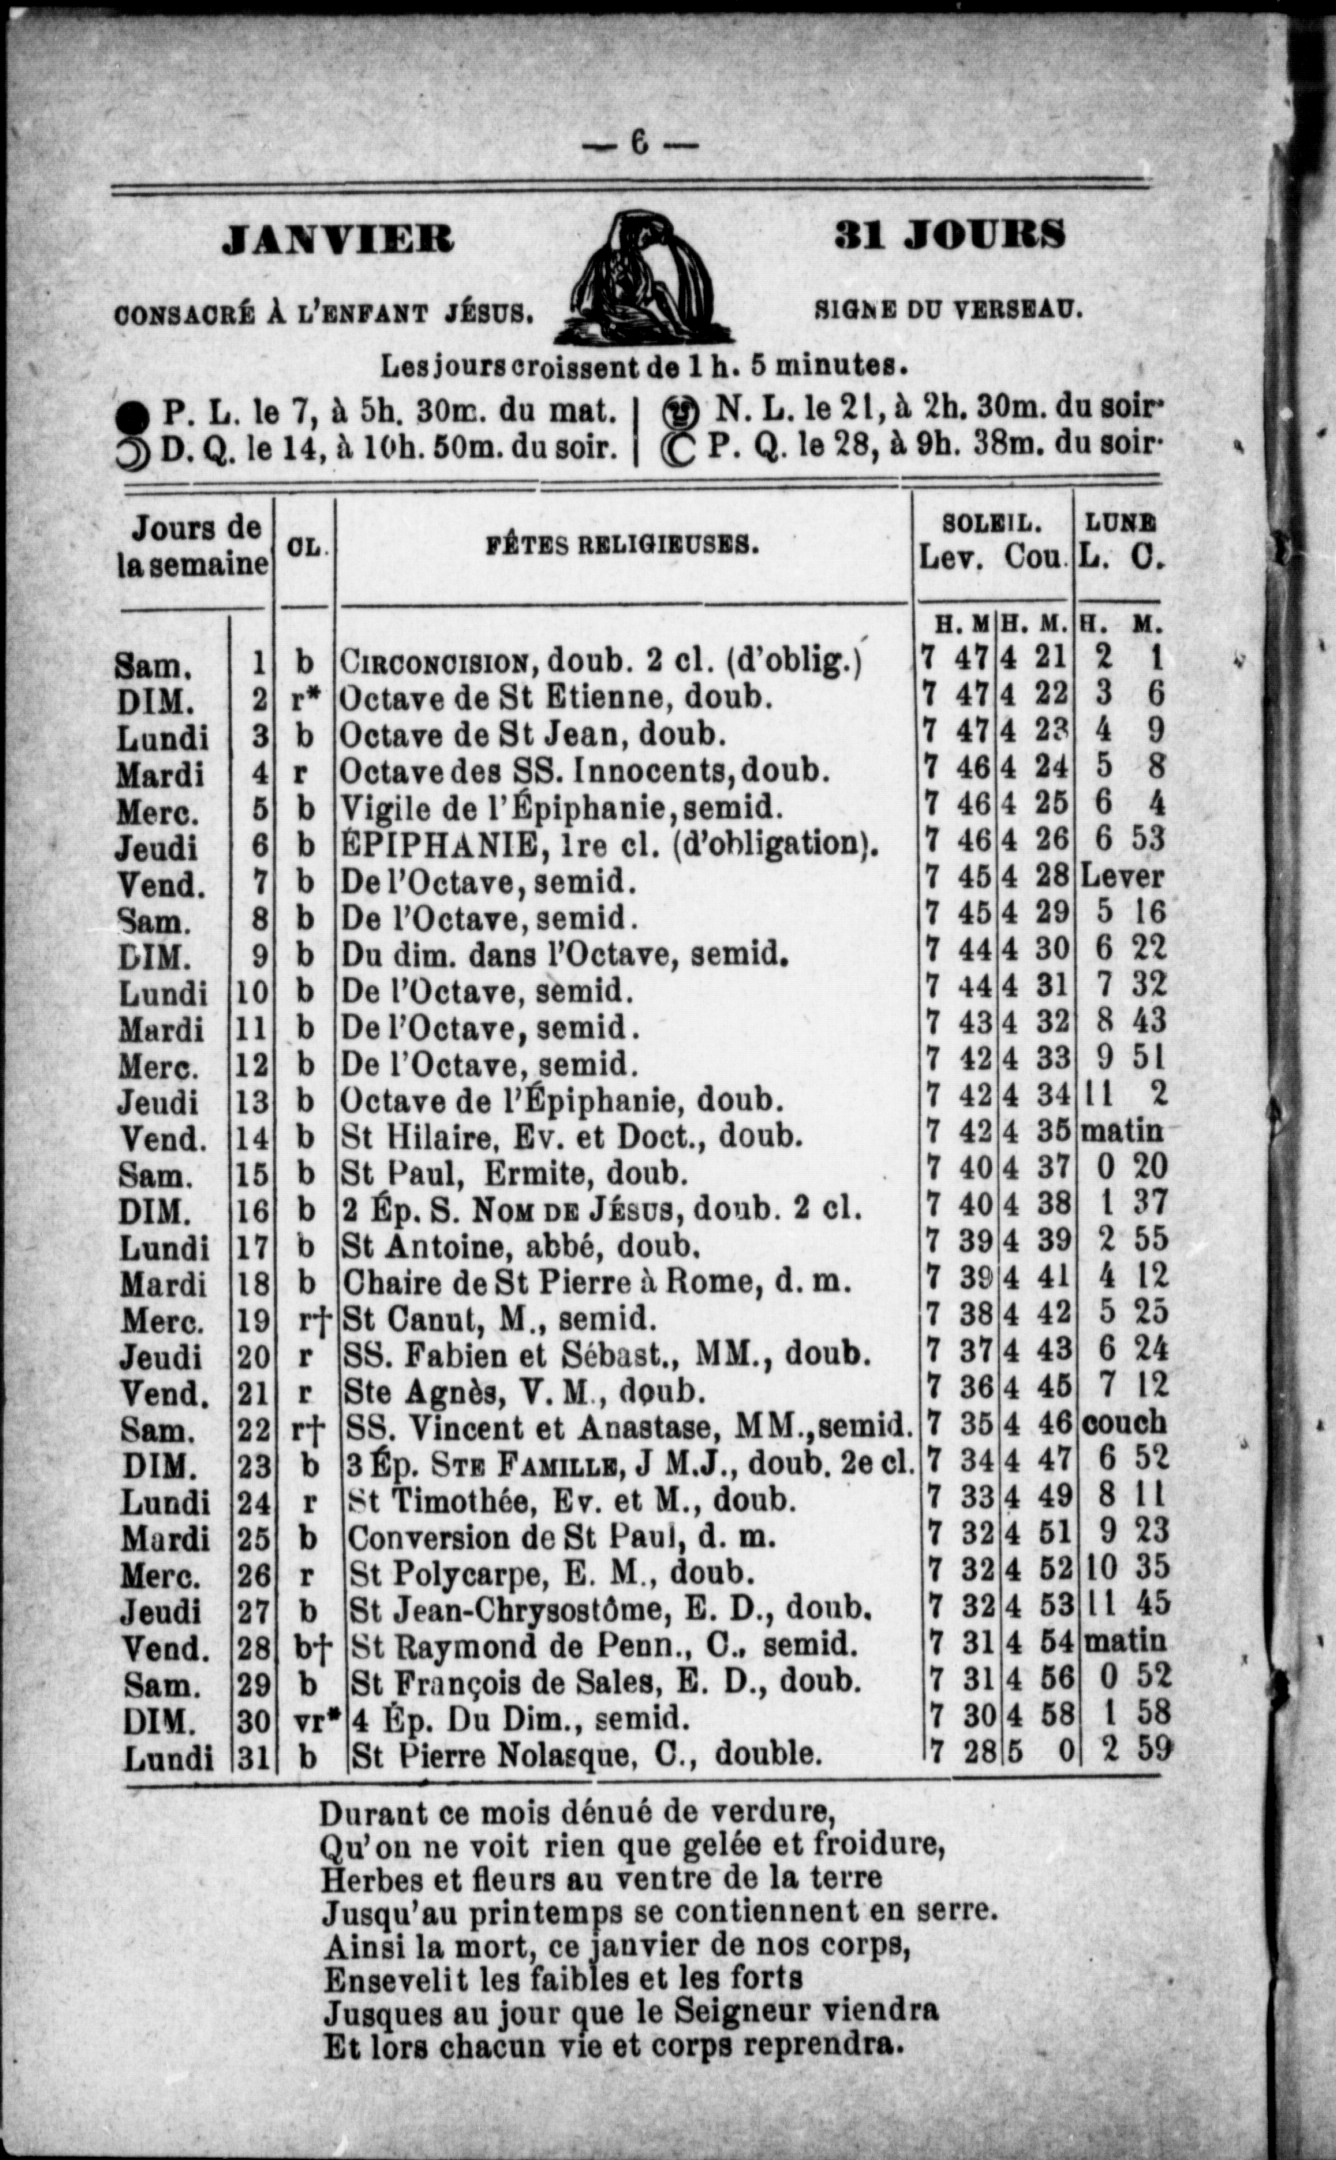 — 6 —
JANVIER 31 JOURS
CONSACRÉ À L'ENFANT JÉSUS. SIGNE DU VERSEAU.
Les jours croissent de 1 h. 5 minutes.
P. L. le 7, à 5h. 30m. du mat. | N. L. le 21, à 2h. 30m. du soir.
D. Q. le 14, à 10h. 50m. du soir. | P. Q. le 28, à 9h. 38m. du soir.
Jours de la semaine CL. FÊTES RELIGIEUSES. SOLEIL. Lev. Cou. LUNE L. C.
H. M H. M. H. M.
Sam. 1 b CIRCONCISION, doub. 2 cl. (d'oblig.) 7 47 4 21 2 1
DIM. 2 r* Octave de St Etienne, doub. 7 47 4 22 3 6
Lundi 3 b Octave de St Jean, doub. 7 47 4 23 4 9
Mardi 4 r Octave des SS. Innocents, doub. 7 46 4 24 5 8
Merc. 5 b Vigile de l'Épiphanie, semid. 7 46 4 25 6 4
Jeudi 6 b ÉPIPHANIE, 1re cl. (d'obligation). 7 46 4 26 6 53
Vend. 7 b De l'Octave, semid. 7 45 4 28 Lever
Sam. 8 b De l'Octave, semid. 7 45 4 29 5 16
DIM. 9 b Du dim. dans l'Octave, semid. 7 44 4 30 6 22
Lundi 10 b De l'Octave, semid. 7 44 4 31 7 32
Mardi 11 b De l'Octave, semid. 7 43 4 32 8 43
Merc. 12 b De l'Octave, semid. 7 42 4 33 9 51
Jeudi 13 b Octave de l'Épiphanie, doub. 7 42 4 34 11 2
Vend. 14 b St Hilaire, Ev. et Doct., doub. 7 42 4 35 matin
Sam. 15 b St Paul, Ermite, doub. 7 40 4 37 0 20
DIM. 16 b 2 Ép. S. NOM DE JÉSUS, doub. 2 cl. 7 40 4 38 1 37
Lundi 17 b St Antoine, abbé, doub. 7 39 4 39 2 55
Mardi 18 b Chaire de St Pierre à Rome, d. m. 7 39 4 41 4 12
Merc. 19 r† St Canut, M., semid. 7 38 4 42 5 25
Jeudi 20 r SS. Fabien et Sébast., MM., doub. 7 37 4 43 6 24
Vend. 21 r Ste Agnès, V. M., doub. 7 36 4 45 7 12
Sam. 22 r† SS. Vincent et Anastase, MM., semid. 7 35 4 46 couch
DIM. 23 b 3 Ép. STE FAMILLE, J M.J., doub. 2e cl. 7 34 4 47 6 52
Lundi 24 r St Timothée, Ev. et M., doub. 7 33 4 49 8 11
Mardi 25 b Conversion de St Paul, d. m. 7 32 4 51 9 23
Merc. 26 r St Polycarpe, E. M., doub. 7 32 4 52 10 35
Jeudi 27 b St Jean-Chrysostôme, E. D., doub. 7 32 4 53 11 45
Vend. 28 b† St Raymond de Penn., C., semid. 7 31 4 54 matin
Sam. 29 b St François de Sales, E. D., doub. 7 31 4 56 0 52
DIM. 30 vr* 4 Ép. Du Dim., semid. 7 30 4 58 1 58
Lundi 31 b St Pierre Nolasque, C., double. 7 28 5 0 2 59
Durant ce mois dénué de verdure,
Qu'on ne voit rien que gelée et froidure,
Herbes et fleurs au ventre de la terre
Jusqu'au printemps se contiennent en serre.
Ainsi la mort, ce janvier de nos corps,
Ensevelit les faibles et les forts
Jusques au jour que le Seigneur viendra
Et lors chacun vie et corps reprendra.